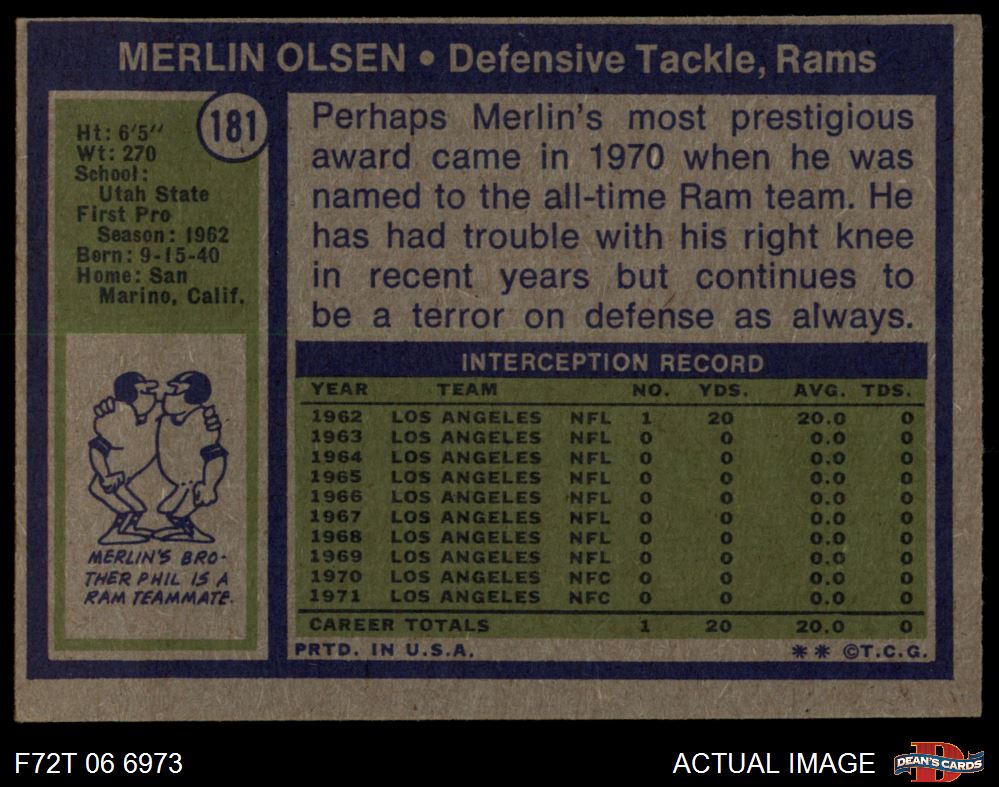 MERLIN OLSEN • Defensive Tackle, Rams
181
Ht: 6'5"
Wt: 270
School:
Utah State
First Pro
Season: 1962
Born: 9-15-40
Home: San
Marino, Calif.
MERLIN'S BRO-
THER PHIL IS A
RAM TEAMMATE.
Perhaps Merlin's most prestigious
award came in 1970 when he was
named to the all-time Ram team. He
has had trouble with his right knee
in recent years but continues to
be a terror on defense as always.
INTERCEPTION RECORD
YEAR TEAM NO. YDS. AVG. TDS.
1962 LOS ANGELES NFL 1 20 20.0 0
1963 LOS ANGELES NFL 0 0 0.0 0
1964 LOS ANGELES NFL 0 0 0.0 0
1965 LOS ANGELES NFL 0 0 0.0 0
1966 LOS ANGELES NFL 0 0 0.0 0
1967 LOS ANGELES NFL 0 0 0.0 0
1968 LOS ANGELES NFL 0 0 0.0 0
1969 LOS ANGELES NFL 0 0 0.0 0
1970 LOS ANGELES NFC 0 0 0.0 0
1971 LOS ANGELES NFC 0 0 0.0 0
CAREER TOTALS 1 20 20.0 0
PRTD. IN U.S.A. ** ©T.C.G.
F72T 06 6973 ACTUAL IMAGE DEAN'S CARDS